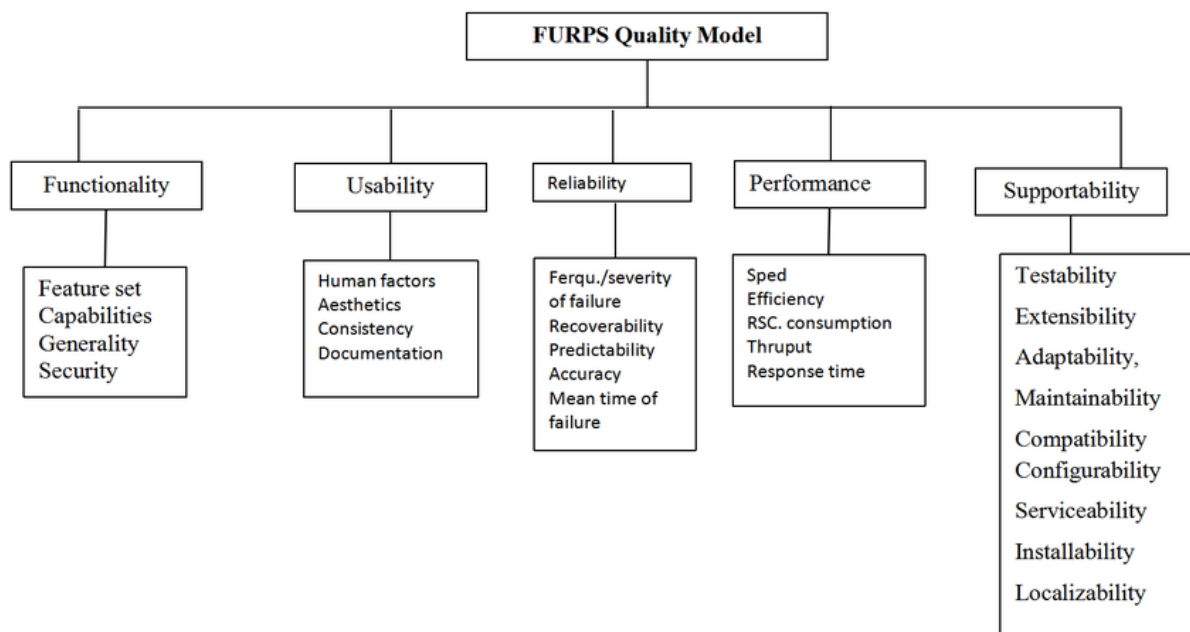 FURPS Quality Model
Functionality
Usability
Reliability
Performance
Supportability
Feature set
Capabilities
Generality
Security
Human factors
Aesthetics
Consistency
Documentation
Ferqu./severity
of failure
Recoverability
Predictability
Accuracy
Mean time of
failure
Sped
Efficiency
RSC. consumption
Thruput
Response time
Testability
Extensibility
Adaptability,
Maintainability
Compatibility
Configurability
Serviceability
Installability
Localizability